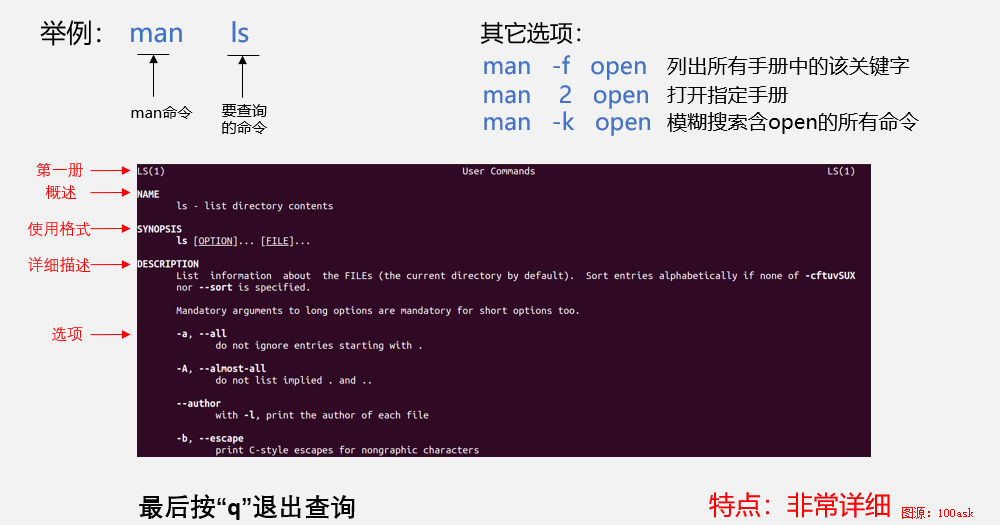 举例： man ls
man命令
要查询
的命令
其它选项：
man -f open 列出所有手册中的该关键字
man 2 open 打开指定手册
man -k open 模糊搜索含open的所有命令
第一册
概述
使用格式
详细描述
选项
LS(1) User Commands LS(1)
NAME
ls - list directory contents
SYNOPSIS
ls [OPTION]... [FILE]...
DESCRIPTION
List information about the FILEs (the current directory by default). Sort entries alphabetically if none of -cftuvSUX
nor --sort is specified.
Mandatory arguments to long options are mandatory for short options too.
-a, --all
do not ignore entries starting with .
-A, --almost-all
do not list implied . and ..
--author
with -l, print the author of each file
-b, --escape
print C-style escapes for nongraphic characters
最后按“q”退出查询
特点：非常详细
图源：100ask